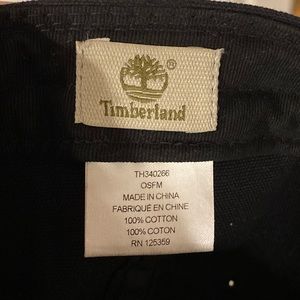 ®
Timberland
TH340266
OSFM
MADE IN CHINA
FABRIQUÉ EN CHINE
100% COTTON
100% COTON
RN 125359